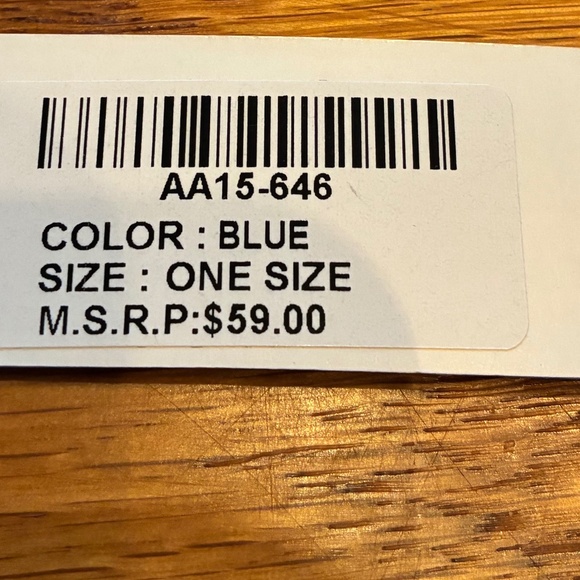 AA15-646
COLOR : BLUE
SIZE : ONE SIZE
M.S.R.P:$59.00